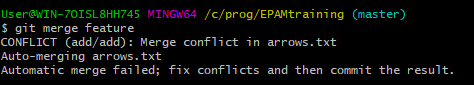 User@WIN-7OISL8HH745 MINGW64 /c/prog/EPAMtraining (master)
$ git merge feature
CONFLICT (add/add): Merge conflict in arrows.txt
Auto-merging arrows.txt
Automatic merge failed; fix conflicts and then commit the result.